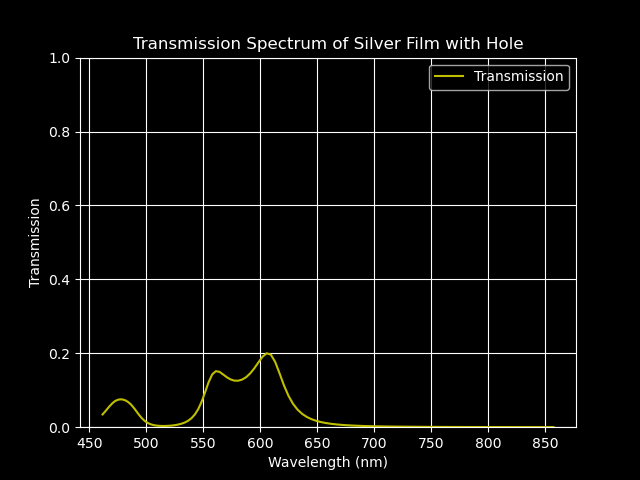 Transmission Spectrum of Silver Film with Hole
Transmission
1.0
0.8
0.6
0.4
0.2
0.0
Transmission
450 500 550 600 650 700 750 800 850
Wavelength (nm)